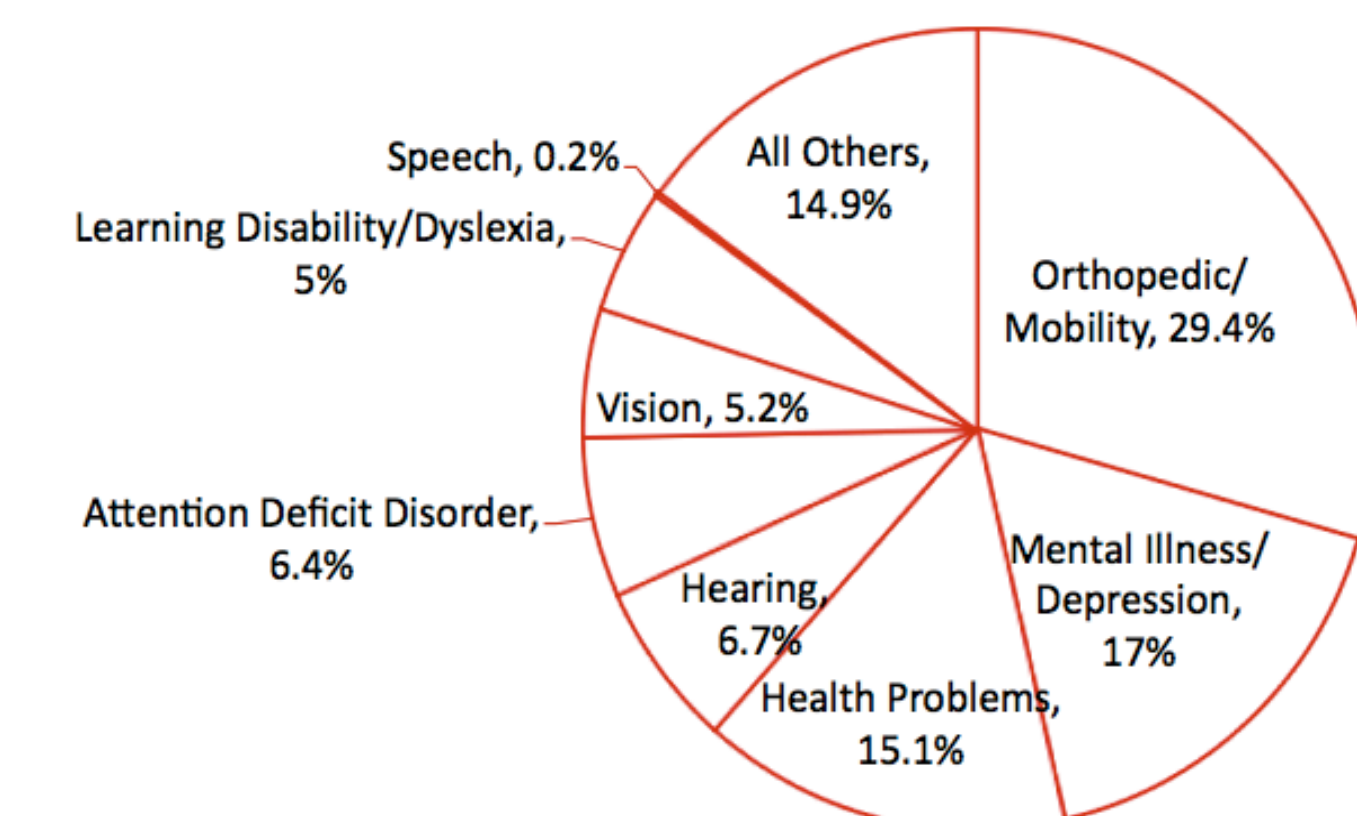 Speech, 0.2%
All Others,
14.9%
Learning Disability/Dyslexia,
5%
Orthopedic/
Mobility, 29.4%
Vision, 5.2%
Attention Deficit Disorder,
6.4%
Mental Illness/
Depression,
17%
Hearing,
6.7%
Health Problems,
15.1%